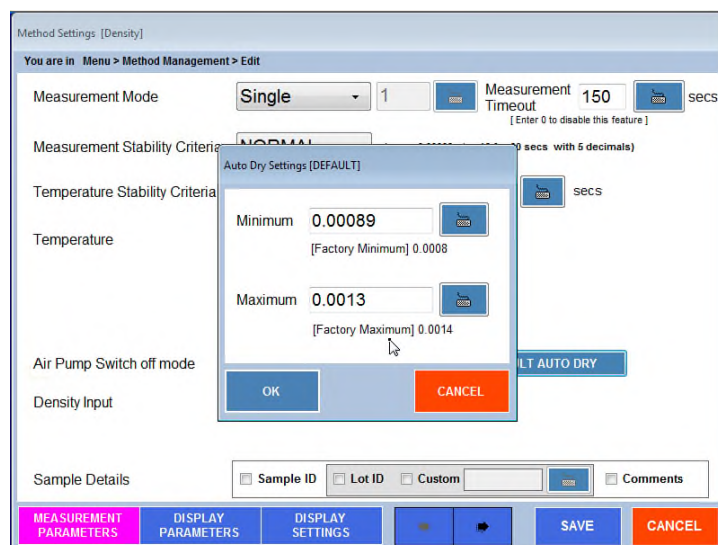 Method Settings [Density]
You are in Menu > Method Management > Edit
Measurement Mode
Single
1
Measurement Timeout
150
secs
[ Enter 0 to disable this feature ]
Measurement Stability Criteria
secs with 5 decimals)
Auto Dry Settings [DEFAULT]
Temperature Stability Criteria
secs
Minimum
0.00089
[Factory Minimum] 0.0008
Temperature
Maximum
0.0013
[Factory Maximum] 0.0014
Air Pump Switch off mode
AUTO DRY
OK
CANCEL
Density Input
Sample Details
Sample ID
Lot ID
Custom
Comments
MEASUREMENT PARAMETERS
DISPLAY PARAMETERS
DISPLAY SETTINGS
SAVE
CANCEL